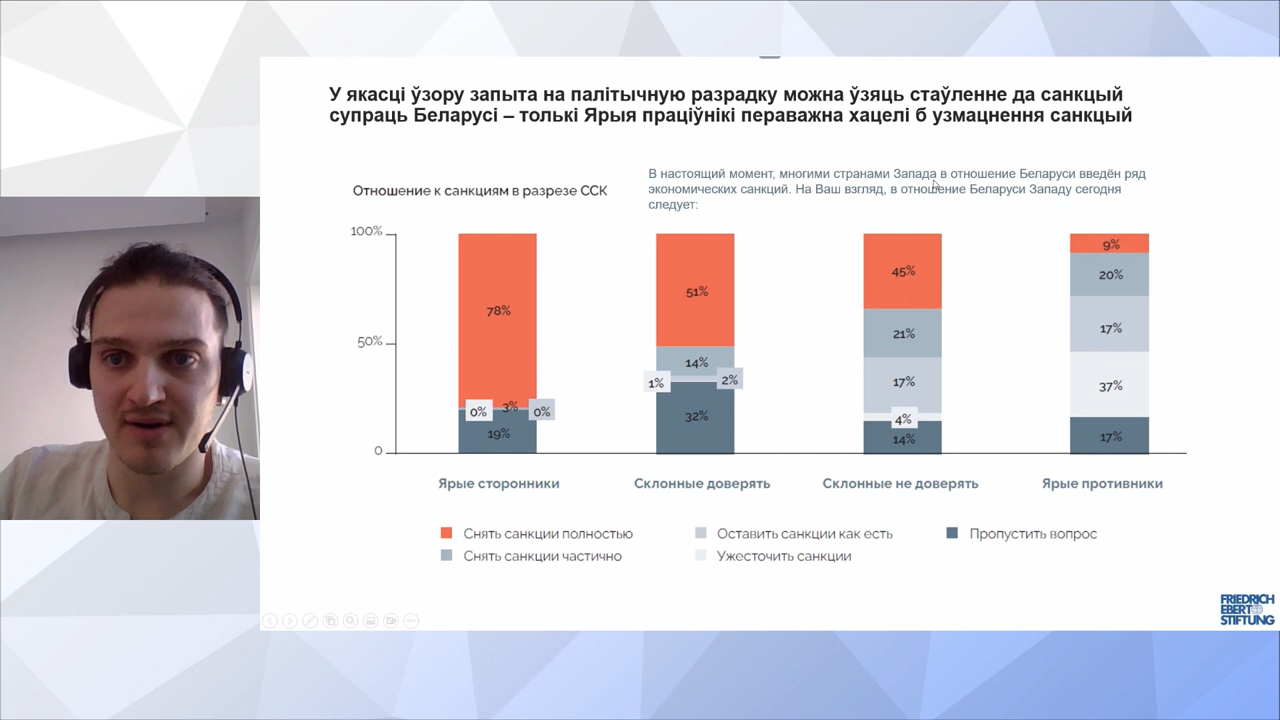 У якасці ўзору запыта на палітычную разрадку можна ўзяць стаўленне да санкцый
супраць Беларусі – толькі Ярыя праціўнікі пераважна хацелі б узмацнення санкцый
Отношение к санкциям в разрезе ССК
В настоящий момент, многими странами Запада в отношение Беларуси введён ряд
экономических санкций. На Ваш взгляд, в отношение Беларуси Западу сегодня
следует:
100%
50%
0
78%
0%
3%
0%
19%
51%
14%
1%
2%
32%
45%
21%
17%
4%
14%
9%
20%
17%
37%
17%
Ярые сторонники
Склонные доверять
Склонные не доверять
Ярые противники
Снять санкции полностью
Оставить санкции как есть
Пропустить вопрос
Снять санкции частично
Ужесточить санкции
FRIEDRICH
EBERT
STIFTUNG